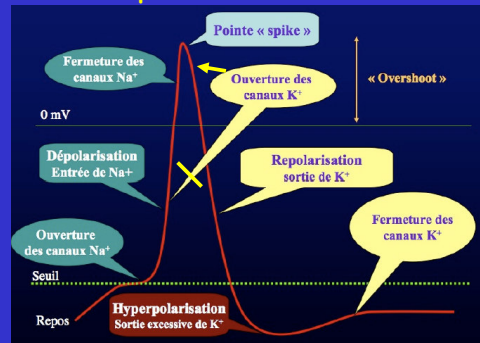 Pointe « spike »
Fermeture des
canaux Na⁺
Ouverture des
canaux K⁺
« Overshoot »
0 mV
Dépolarisation
Entrée de Na+
Repolarisation
sortie de K⁺
Fermeture des
canaux K⁺
Ouverture
des canaux Na⁺
Seuil
Hyperpolarisation
Sortie excessive de K⁺
Repos